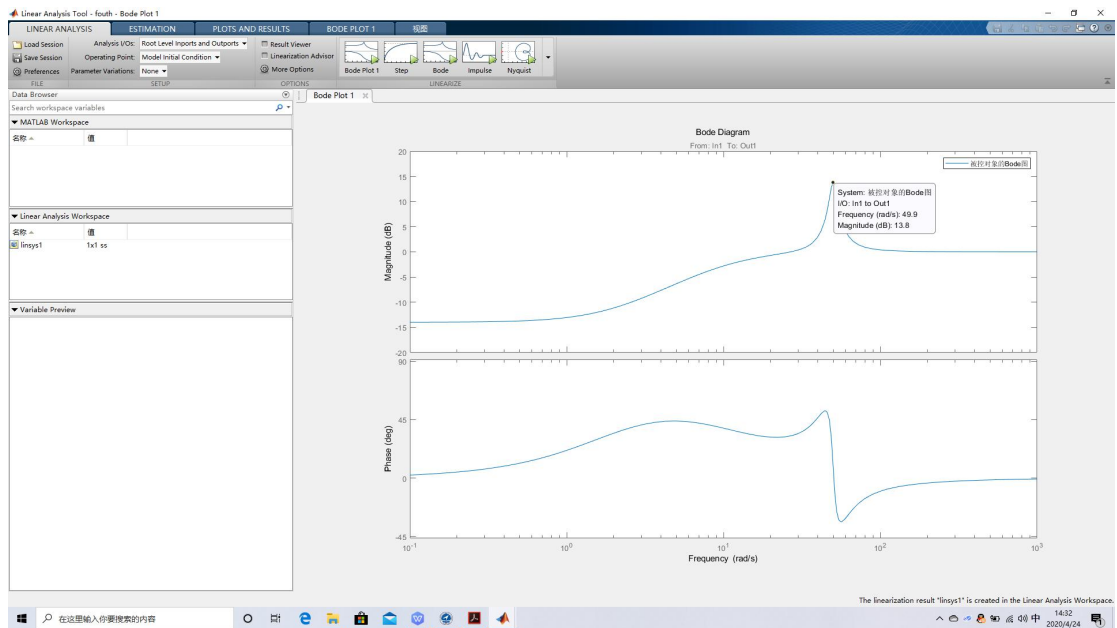 Linear Analysis Tool - fouth - Bode Plot 1
LINEAR ANALYSIS
ESTIMATION
PLOTS AND RESULTS
BODE PLOT 1
视图
Load Session
Save Session
Preferences
FILE
Analysis I/Os: Root Level Inports and Outports
Operating Point: Model Initial Condition
Parameter Variations: None
SETUP
Result Viewer
Linearization Advisor
More Options
OPTIONS
Bode Plot 1
Step
Bode
Impulse
Nyquist
LINEARIZE
Data Browser
Search workspace variables
MATLAB Workspace
名称 值
Linear Analysis Workspace
名称 值
linsys1 1x1 ss
Variable Preview
Bode Plot 1
Bode Diagram
From: In1 To: Out1
被控对象的Bode图
System: 被控对象的Bode图
I/O: In1 to Out1
Frequency (rad/s): 49.9
Magnitude (dB): 13.8
Magnitude (dB)
20
15
10
5
0
-5
-10
-15
-20
Phase (deg)
90
45
0
-45
10-1
100
101
102
103
Frequency (rad/s)
The linearization result "linsys1" is created in the Linear Analysis Workspace.
在这里输入你要搜索的内容
中
14:32
2020/4/24